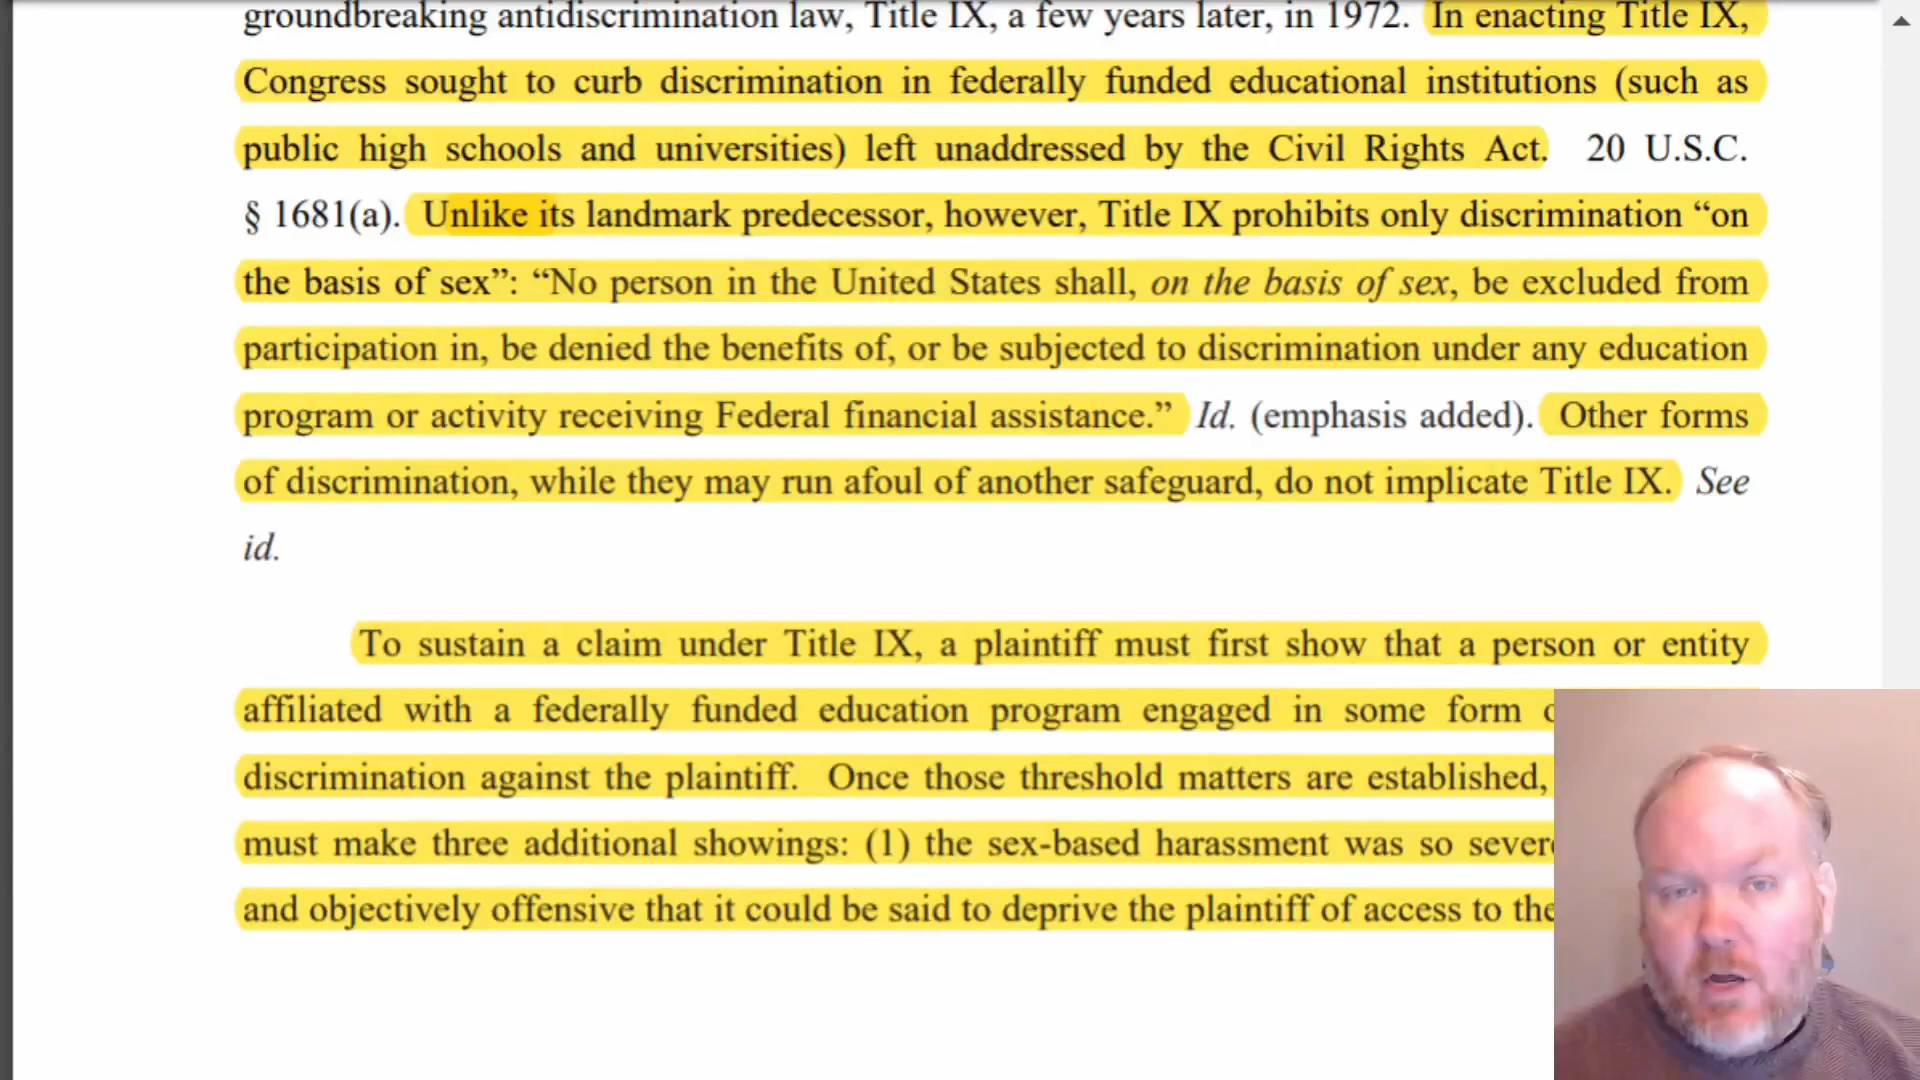 groundbreaking antidiscrimination law, Title IX, a few years later, in 1972. In enacting Title IX,
Congress sought to curb discrimination in federally funded educational institutions (such as
public high schools and universities) left unaddressed by the Civil Rights Act. 20 U.S.C.
§ 1681(a). Unlike its landmark predecessor, however, Title IX prohibits only discrimination “on
the basis of sex”: “No person in the United States shall, on the basis of sex, be excluded from
participation in, be denied the benefits of, or be subjected to discrimination under any education
program or activity receiving Federal financial assistance.” Id. (emphasis added). Other forms
of discrimination, while they may run afoul of another safeguard, do not implicate Title IX. See
id.
To sustain a claim under Title IX, a plaintiff must first show that a person or entity
affiliated with a federally funded education program engaged in some form
discrimination against the plaintiff. Once those threshold matters are established,
must make three additional showings: (1) the sex-based harassment was so
and objectively offensive that it could be said to deprive the plaintiff of access to the